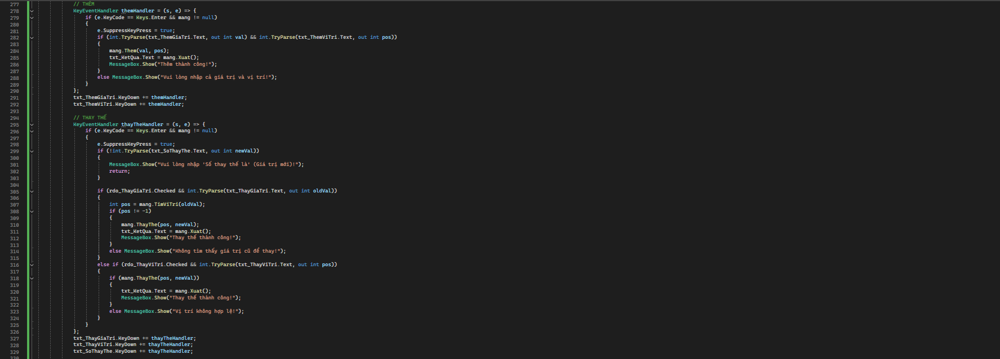 277 // THÊM
278 KeyEventHandler themHandler = (s, e) => {
279 if (e.KeyCode == Keys.Enter && mang != null)
280 {
281 e.SuppressKeyPress = true;
282 if (int.TryParse(txt_ThemGiaTri.Text, out int val) && int.TryParse(txt_ThemViTri.Text, out int pos))
283 {
284 mang.Them(val, pos);
285 txt_KetQua.Text = mang.Xuat();
286 MessageBox.Show("Thêm thành công!");
287 }
288 else MessageBox.Show("Vui lòng nhập cả giá trị và vị trí!");
289 }
290 };
291 txt_ThemGiaTri.KeyDown += themHandler;
292 txt_ThemViTri.KeyDown += themHandler;
293
294 // THAY THẾ
295 KeyEventHandler thayTheHandler = (s, e) => {
296 if (e.KeyCode == Keys.Enter && mang != null)
297 {
298 e.SuppressKeyPress = true;
299 if (!int.TryParse(txt_SoThayThe.Text, out int newVal))
300 {
301 MessageBox.Show("Vui lòng nhập 'Số thay thế là' (Giá trị mới)!");
302 return;
303 }
304
305 if (rdo_ThayGiaTri.Checked && int.TryParse(txt_ThayGiaTri.Text, out int oldVal))
306 {
307 int pos = mang.TimViTri(oldVal);
308 if (pos != -1)
309 {
310 mang.ThayThe(pos, newVal);
311 txt_KetQua.Text = mang.Xuat();
312 MessageBox.Show("Thay thế thành công!");
313 }
314 else MessageBox.Show("Không tìm thấy giá trị cũ để thay!");
315 }
316 else if (rdo_ThayViTri.Checked && int.TryParse(txt_ThayViTri.Text, out int pos))
317 {
318 if (mang.ThayThe(pos, newVal))
319 {
320 txt_KetQua.Text = mang.Xuat();
321 MessageBox.Show("Thay thế thành công!");
322 }
323 else MessageBox.Show("Vị trí không hợp lệ!");
324 }
325 }
326 };
327 txt_ThayGiaTri.KeyDown += thayTheHandler;
328 txt_ThayViTri.KeyDown += thayTheHandler;
329 txt_SoThayThe.KeyDown += thayTheHandler;
330